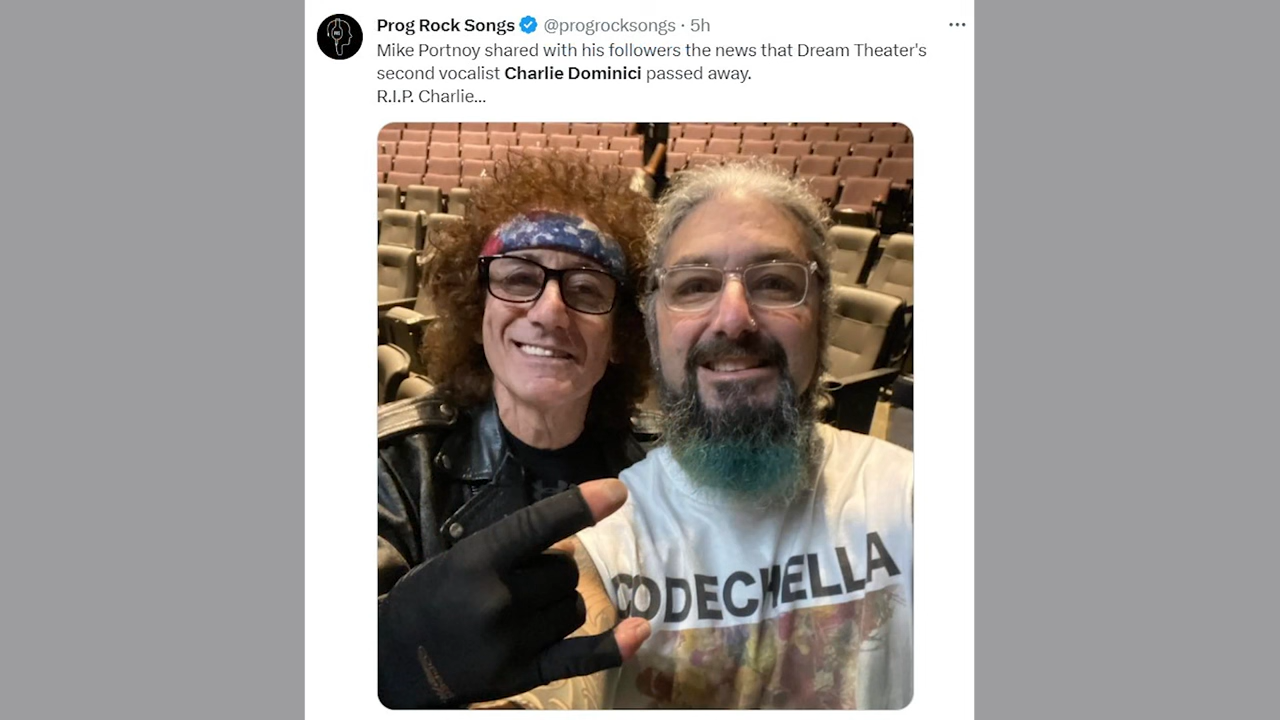 Prog Rock Songs @progrocksongs · 5h
Mike Portnoy shared with his followers the news that Dream Theater's
second vocalist Charlie Dominici passed away.
R.I.P. Charlie...
CODECHELLA